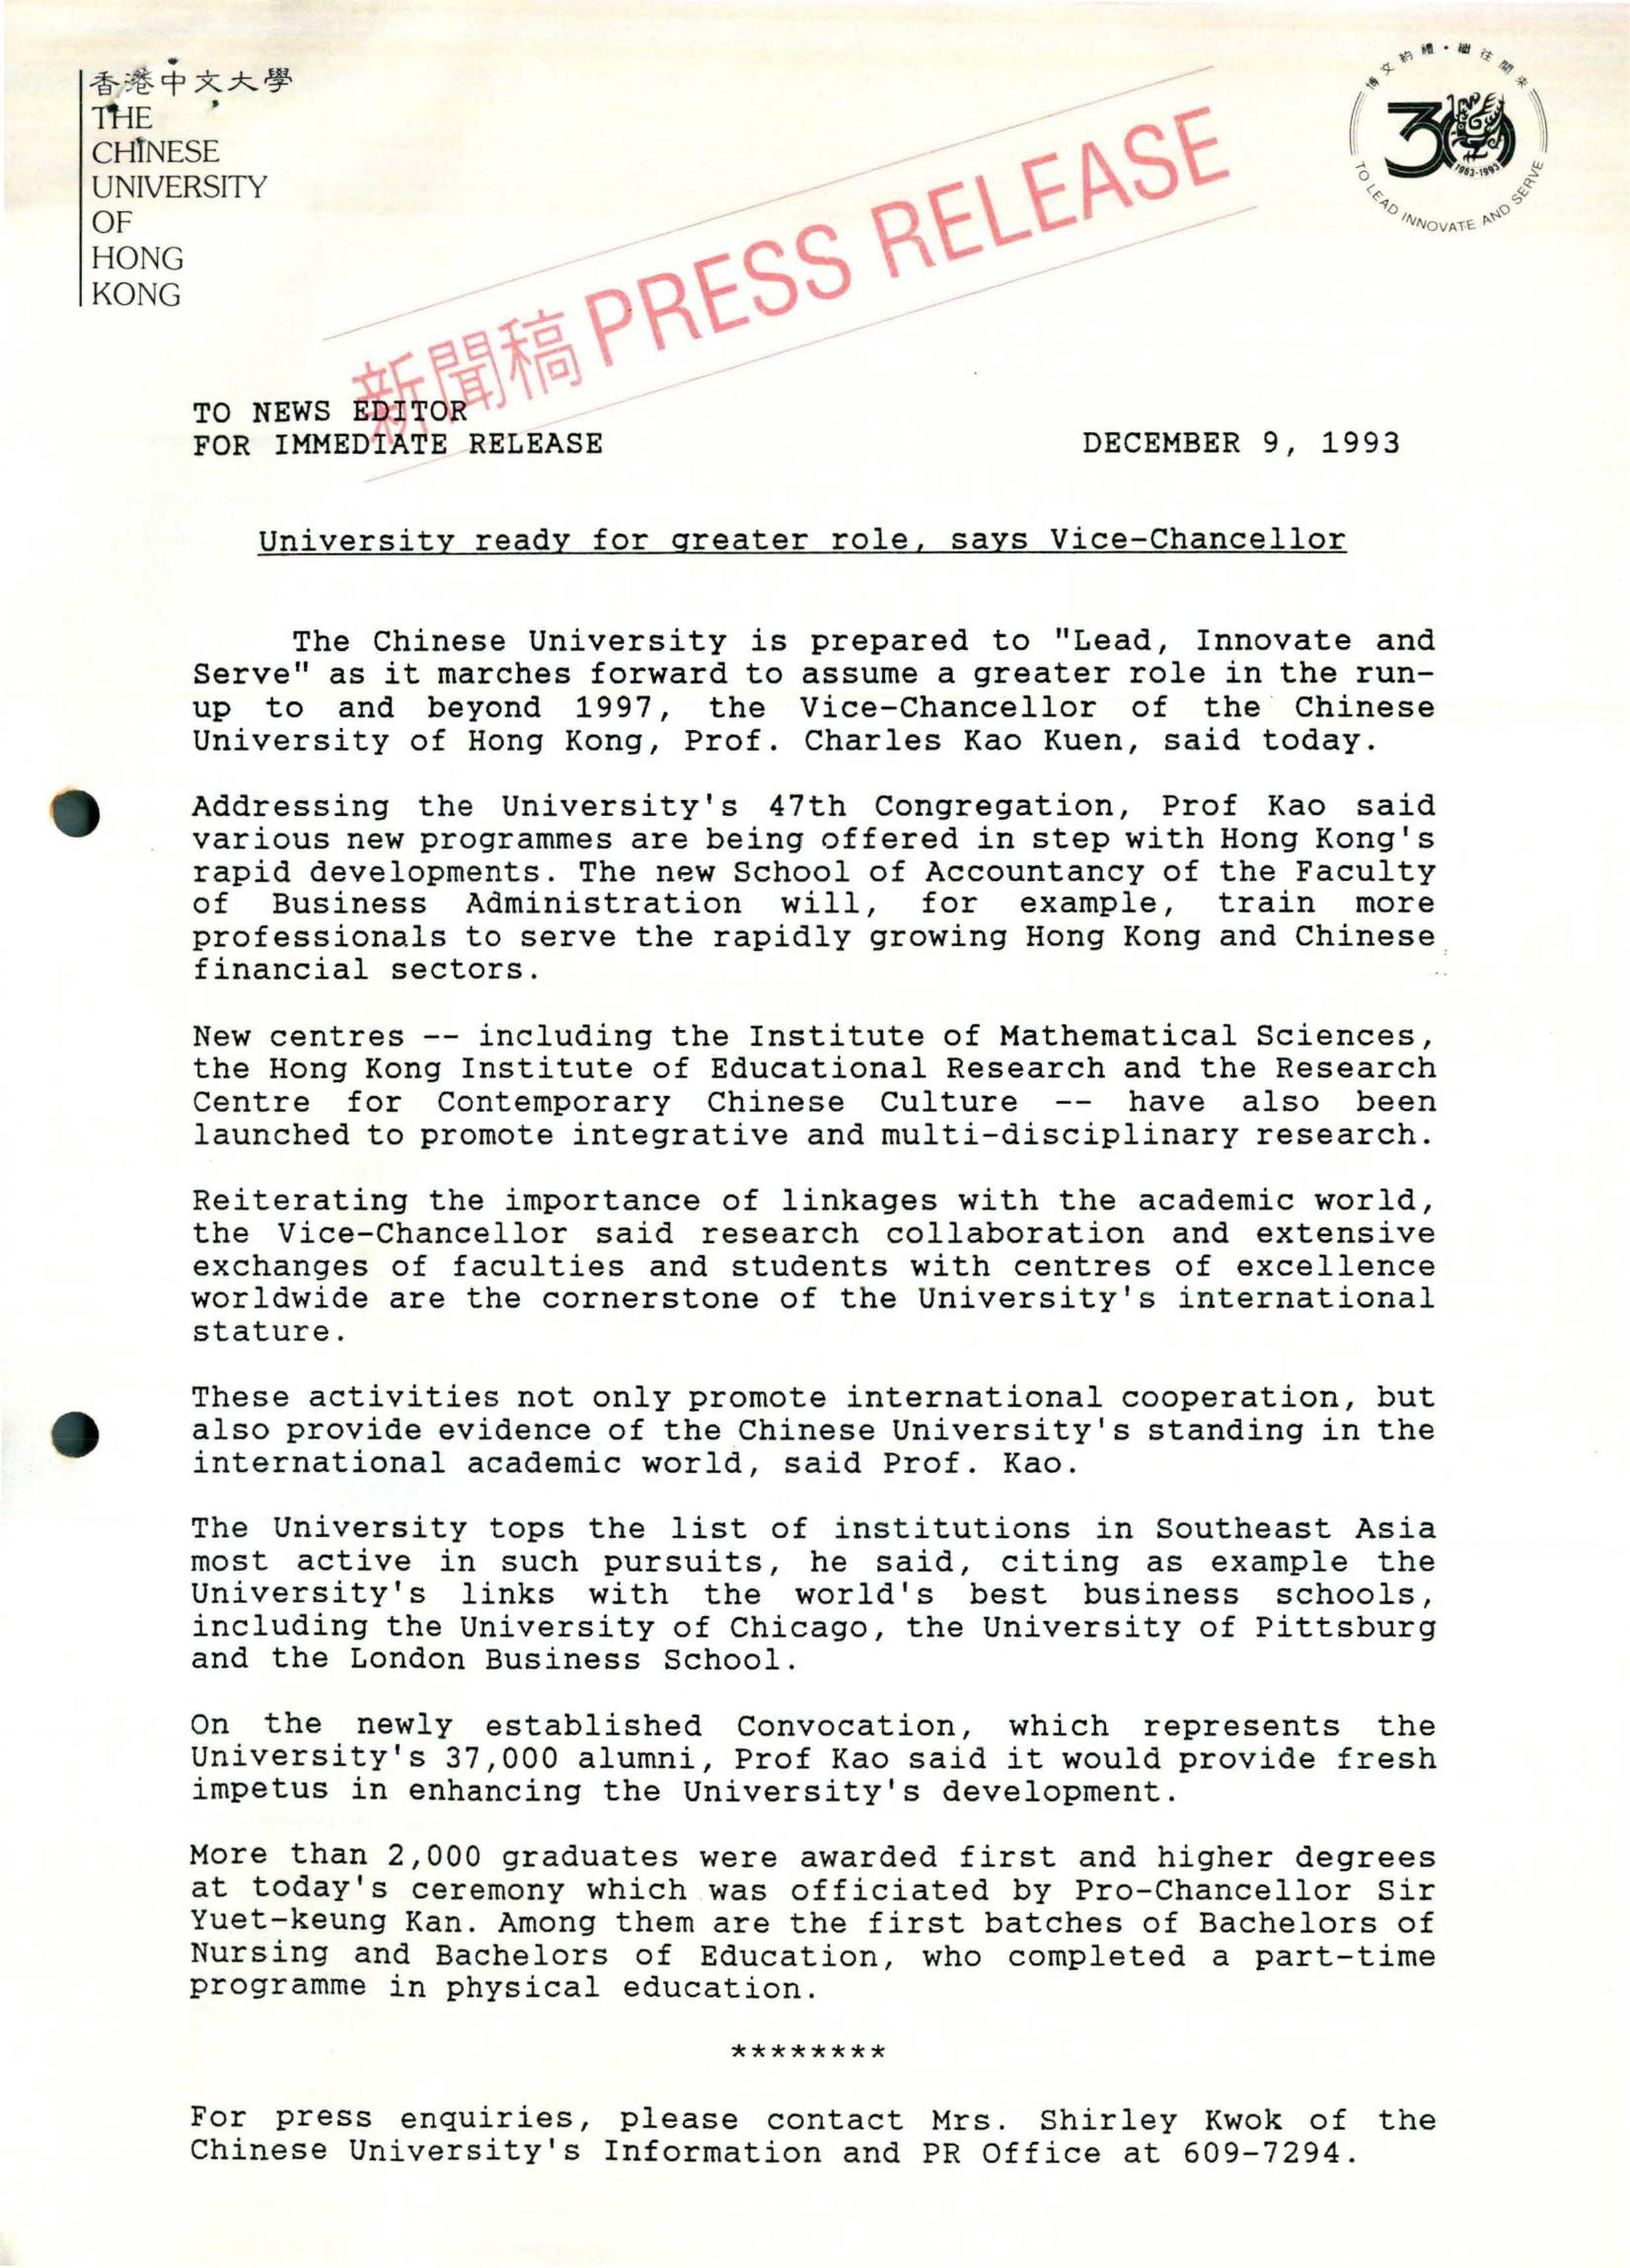 香港中文大學
THE
CHINESE
UNIVERSITY
OF
HONG
KONG
博文約禮·繼往開來
30
1963-1993
TO LEAD INNOVATE AND SERVE
新聞稿 PRESS RELEASE
TO NEWS EDITOR
FOR IMMEDIATE RELEASE DECEMBER 9, 1993
University ready for greater role, says Vice-Chancellor
The Chinese University is prepared to "Lead, Innovate and
Serve" as it marches forward to assume a greater role in the run-
up to and beyond 1997, the Vice-Chancellor of the Chinese
University of Hong Kong, Prof. Charles Kao Kuen, said today.
Addressing the University's 47th Congregation, Prof Kao said
various new programmes are being offered in step with Hong Kong's
rapid developments. The new School of Accountancy of the Faculty
of Business Administration will, for example, train more
professionals to serve the rapidly growing Hong Kong and Chinese
financial sectors.
New centres -- including the Institute of Mathematical Sciences,
the Hong Kong Institute of Educational Research and the Research
Centre for Contemporary Chinese Culture -- have also been
launched to promote integrative and multi-disciplinary research.
Reiterating the importance of linkages with the academic world,
the Vice-Chancellor said research collaboration and extensive
exchanges of faculties and students with centres of excellence
worldwide are the cornerstone of the University's international
stature.
These activities not only promote international cooperation, but
also provide evidence of the Chinese University's standing in the
international academic world, said Prof. Kao.
The University tops the list of institutions in Southeast Asia
most active in such pursuits, he said, citing as example the
University's links with the world's best business schools,
including the University of Chicago, the University of Pittsburg
and the London Business School.
On the newly established Convocation, which represents the
University's 37,000 alumni, Prof Kao said it would provide fresh
impetus in enhancing the University's development.
More than 2,000 graduates were awarded first and higher degrees
at today's ceremony which was officiated by Pro-Chancellor Sir
Yuet-keung Kan. Among them are the first batches of Bachelors of
Nursing and Bachelors of Education, who completed a part-time
programme in physical education.
********
For press enquiries, please contact Mrs. Shirley Kwok of the
Chinese University's Information and PR Office at 609-7294.